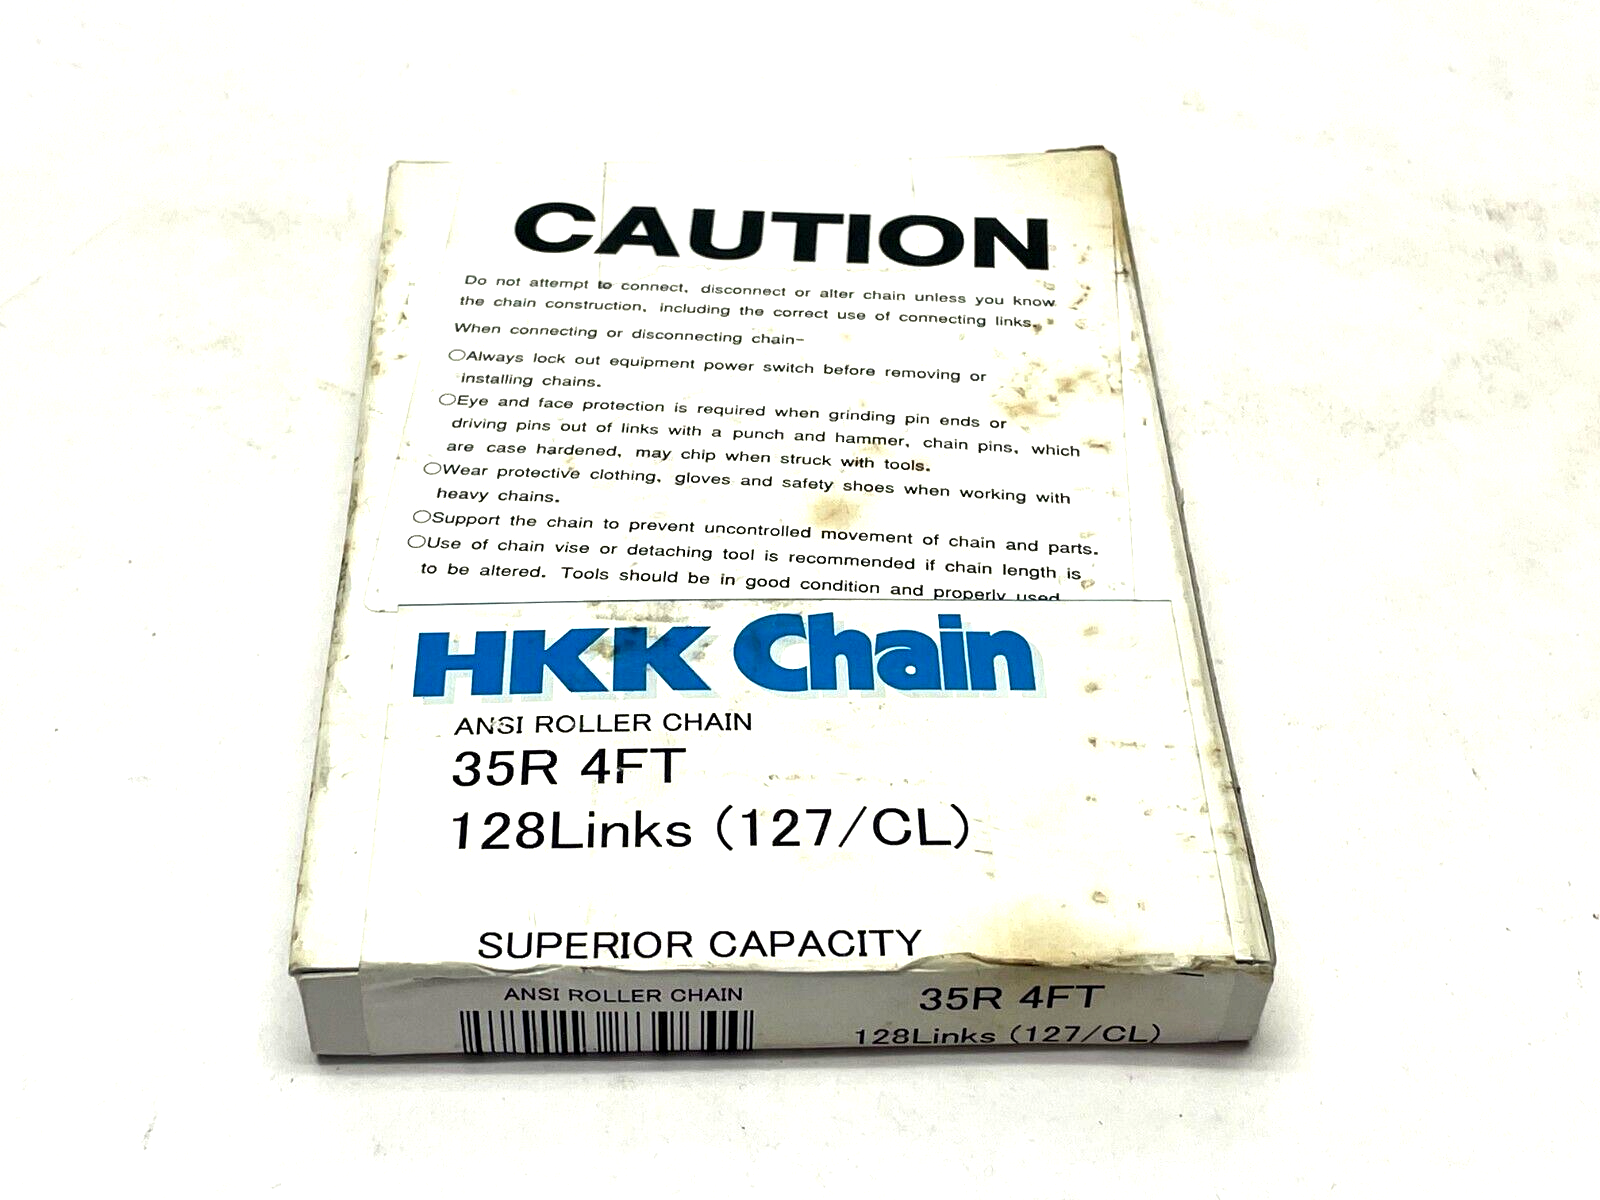 CAUTION
Do not attempt to connect, disconnect or alter chain unless you know
the chain construction, including the correct use of connecting links.
When connecting or disconnecting chain-
○Always lock out equipment power switch before removing or
installing chains.
○Eye and face protection is required when grinding pin ends or
driving pins out of links with a punch and hammer, chain pins, which
are case hardened, may chip when struck with tools.
○Wear protective clothing, gloves and safety shoes when working with
heavy chains.
○Support the chain to prevent uncontrolled movement of chain and parts.
○Use of chain vise or detaching tool is recommended if chain length is
to be altered. Tools should be in good condition and properly used
HKK Chain
ANSI ROLLER CHAIN
35R 4FT
128Links (127/CL)
SUPERIOR CAPACITY
ANSI ROLLER CHAIN
35R 4FT
128Links (127/CL)